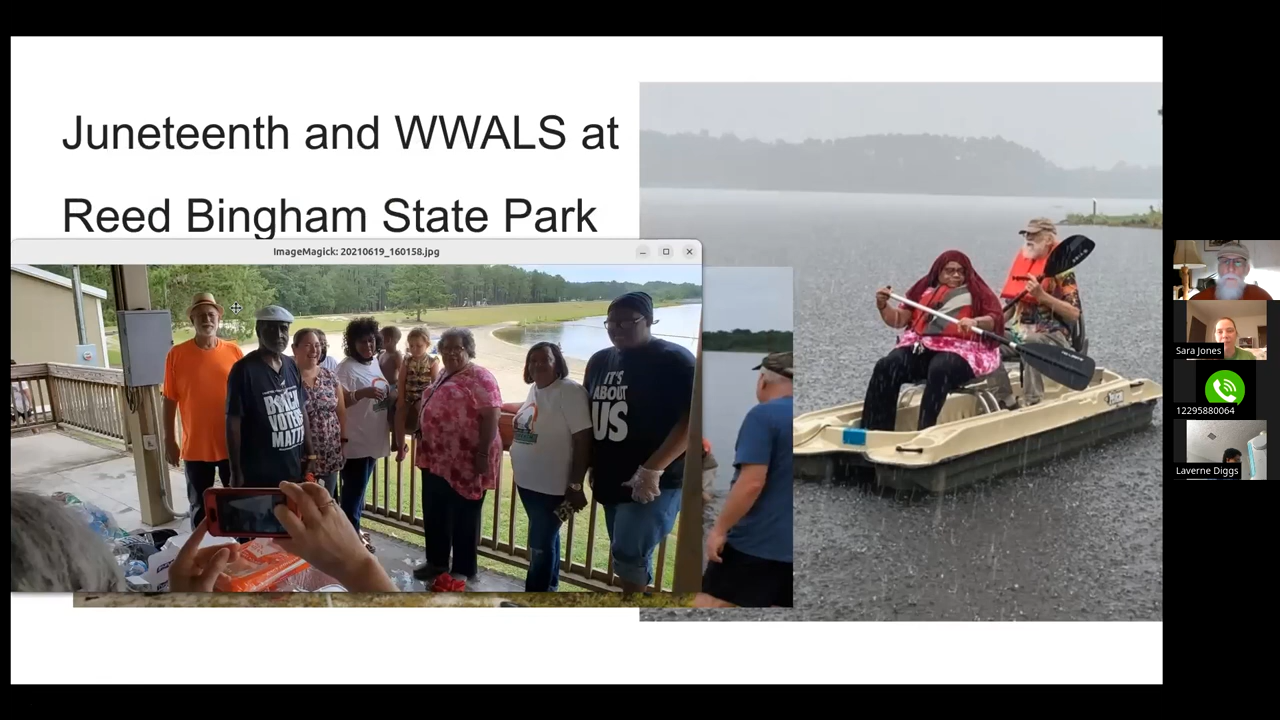 Juneteenth and WWALS at
Reed Bingham State Park
ImageMagick: 20210619_160158.jpg
BLACK
VOTERS
MATTER
IT'S
ABOUT
US
Sara Jones
12295880064
Laverne Diggs